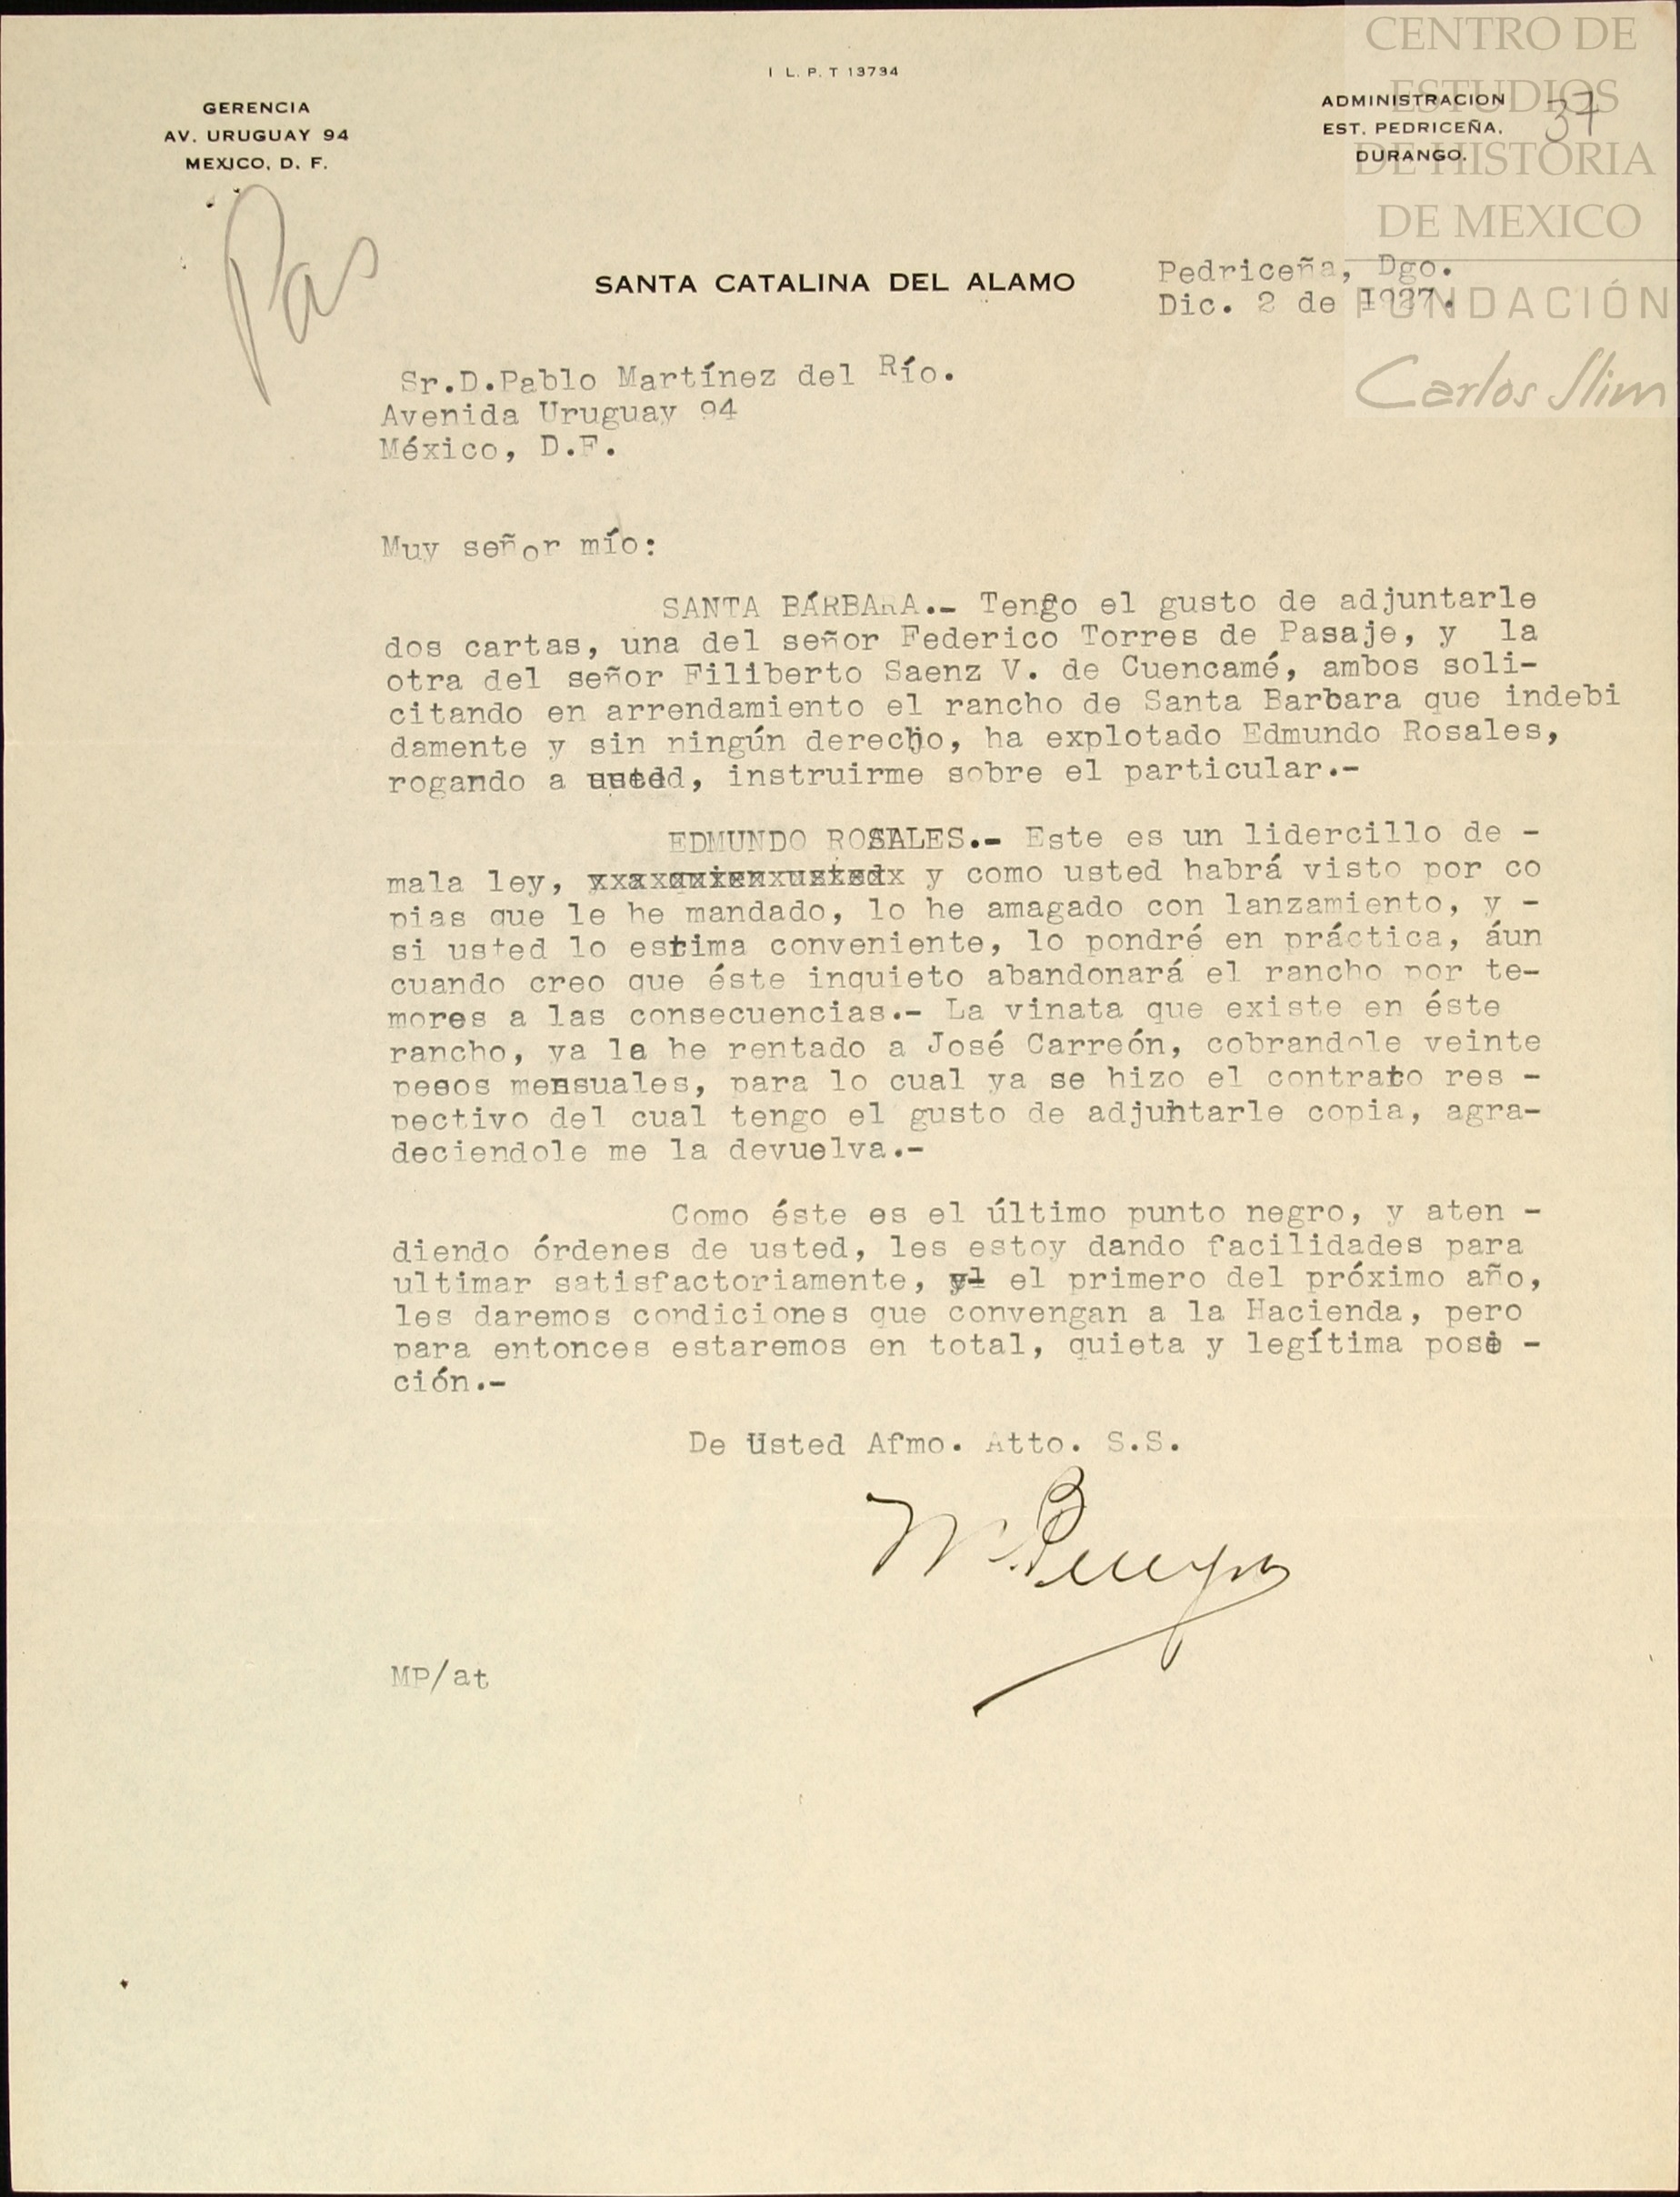 I L. P. T 13734
GERENCIA
AV. URUGUAY 94
MEXICO, D. F.
ADMINISTRACION
EST. PEDRICEÑA,
DURANGO.
37
CENTRO DE
ESTUDIOS
DE HISTORIA
DE MEXICO
FUNDACIÓN
Carlos Slim
Pas
SANTA CATALINA DEL ALAMO
Pedriceña, Dgo.
Dic. 2 de 1927.
Sr.D.Pablo Martínez del Río.
Avenida Uruguay 94
México, D.F.
Muy señor mío:
SANTA BÁRBARA.- Tengo el gusto de adjuntarle
dos cartas, una del señor Federico Torres de Pasaje, y la
otra del señor Filiberto Saenz V. de Cuencamé, ambos soli-
citando en arrendamiento el rancho de Santa Barbara que indebi
damente y sin ningún derecho, ha explotado Edmundo Rosales,
rogando a usted, instruirme sobre el particular.-
EDMUNDO ROSALES.- Este es un lidercillo de -
mala ley, y como usted habrá visto por co
pias que le he mandado, lo he amagado con lanzamiento, y -
si usted lo estima conveniente, lo pondré en práctica, áun
cuando creo que éste inquieto abandonará el rancho por te-
mores a las consecuencias.- La vinata que existe en éste
rancho, ya la he rentado a José Carreón, cobrandole veinte
pesos mensuales, para lo cual ya se hizo el contrato res -
pectivo del cual tengo el gusto de adjuntarle copia, agra-
deciendole me la devuelva.-
Como éste es el último punto negro, y aten -
diendo órdenes de usted, les estoy dando facilidades para
ultimar satisfactoriamente, y el primero del próximo año,
les daremos condiciones que convengan a la Hacienda, pero
para entonces estaremos en total, quieta y legítima posi -
ción.-
De Usted Afmo. Atto. S.S.
MP/at